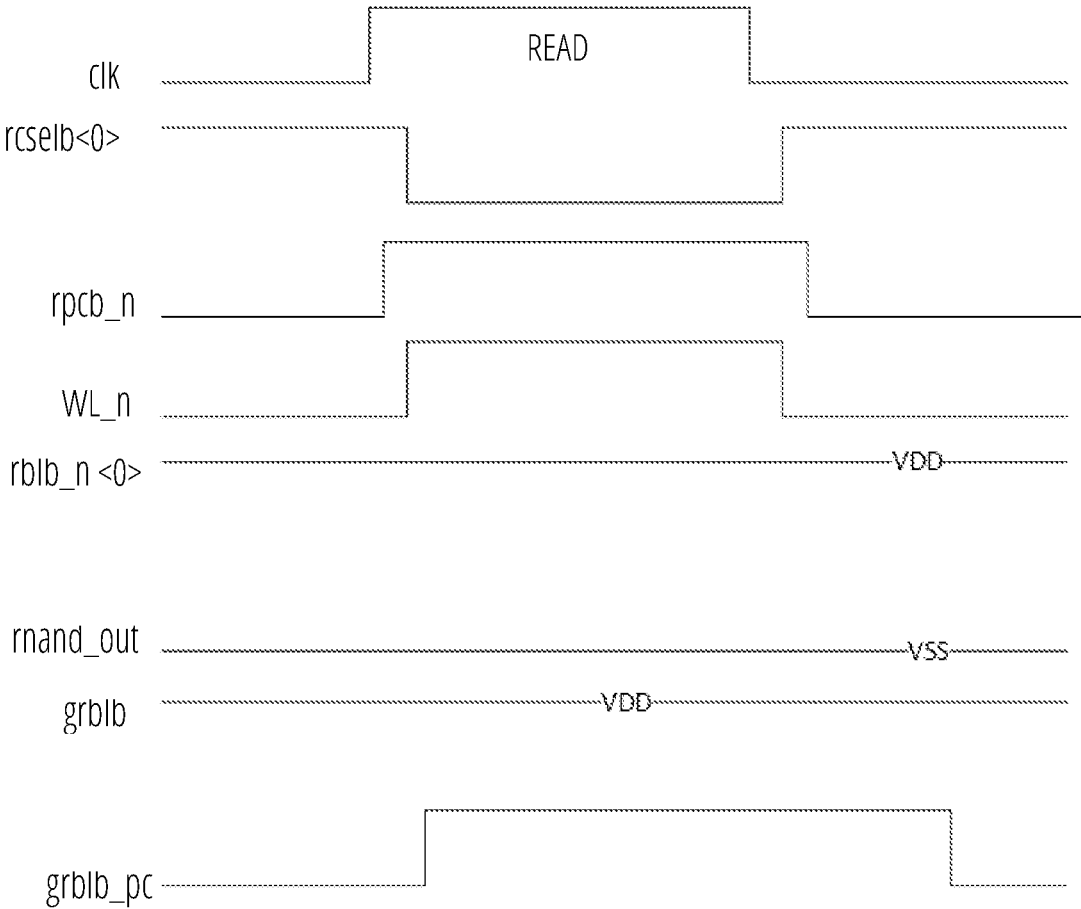 READ
clk
rcselb<0>
rpcb_n
WL_n
rblb_n <0>
VDD
rnand_out
VSS
grblb
VDD
grblb_pc